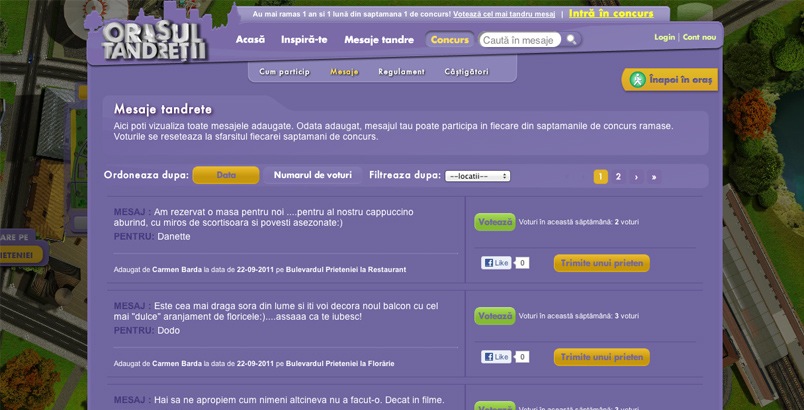 Au mai ramas 1 an si 1 lună din saptamana 1 de concurs! Votează cel mai tandru mesaj | Intră în concurs
ORAȘUL
TANDREȚII
Acasă Inspiră-te Mesaje tandre Concurs Caută în mesaje
Login | Cont nou
Cum particip Mesaje Regulament Câștigători
Înapoi în oraș
Mesaje tandrete
Aici poti vizualiza toate mesajele adaugate. Odata adaugat, mesajul tau poate participa in fiecare din saptamanile de concurs ramase.
Voturile se reseteaza la sfarsitul fiecarei saptamani de concurs.
Ordoneaza dupa: Data Numarul de voturi Filtreaza dupa: --locatii-- 1 2 › »
MESAJ : Am rezervat o masa pentru noi ....pentru al nostru cappuccino
aburind, cu miros de scortisoara si povesti asezonate:)
PENTRU: Danette
Votează Voturi în această săptămână: 2 voturi
Like 0 Trimite unui prieten
Adaugat de Carmen Barda la data de 22-09-2011 pe Bulevardul Prieteniei la Restaurant
MESAJ : Este cea mai draga sora din lume si iti voi decora noul balcon cu cel
mai "dulce" aranjament de floricele:)....assaaa ca te iubesc!
PENTRU: Dodo
Votează Voturi în această săptămână: 3 voturi
Like 0 Trimite unui prieten
Adaugat de Carmen Barda la data de 22-09-2011 pe Bulevardul Prieteniei la Florărie
MESAJ : Hai sa ne apropiem cum nimeni altcineva nu a facut-o. Decat in filme.
ARE PE
IETENIEI